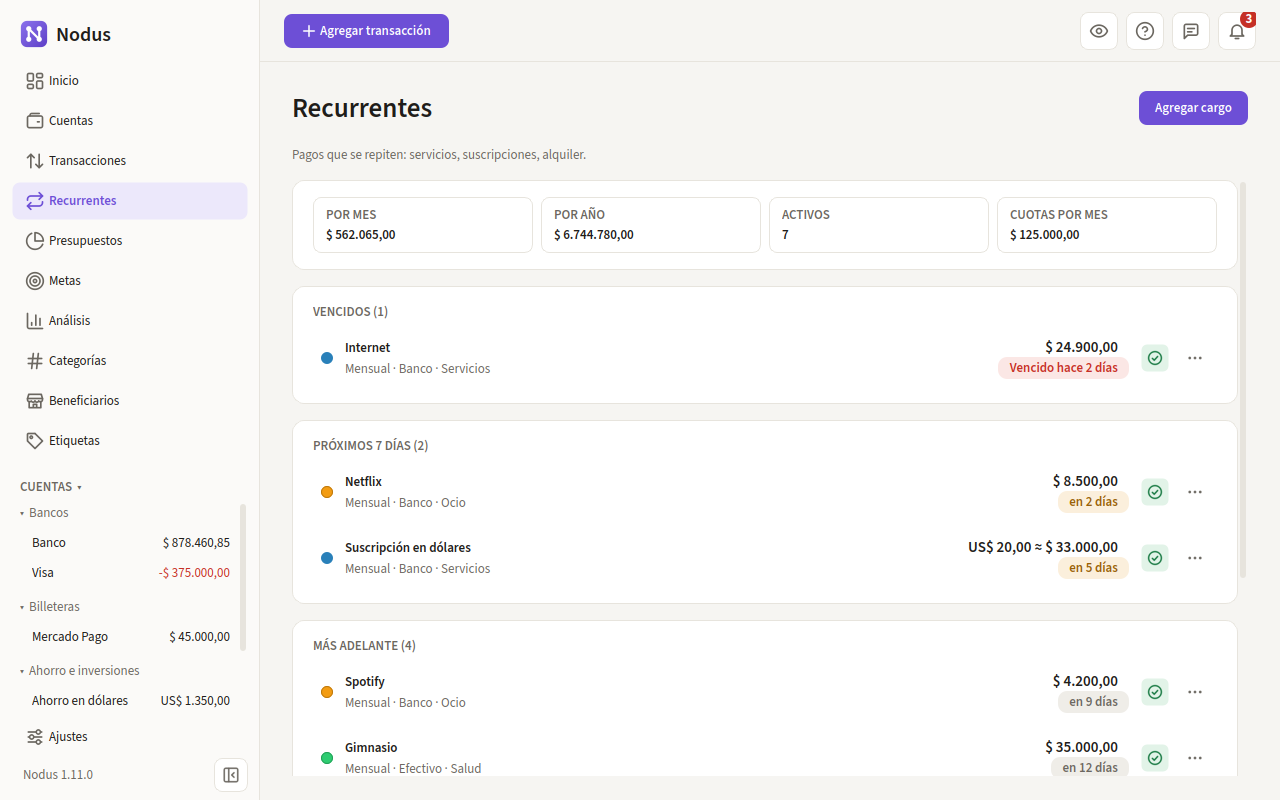 Nodus
Inicio
Cuentas
Transacciones
Recurrentes
Presupuestos
Metas
Análisis
Categorías
Beneficiarios
Etiquetas
CUENTAS
Bancos
Banco $ 878.460,85
Visa -$ 375.000,00
Billeteras
Mercado Pago $ 45.000,00
Ahorro e inversiones
Ahorro en dólares US$ 1.350,00
Ajustes
Nodus 1.11.0
Agregar transacción
3
Recurrentes
Agregar cargo
Pagos que se repiten: servicios, suscripciones, alquiler.
POR MES
$ 562.065,00
POR AÑO
$ 6.744.780,00
ACTIVOS
7
CUOTAS POR MES
$ 125.000,00
VENCIDOS (1)
Internet
Mensual · Banco · Servicios
$ 24.900,00
Vencido hace 2 días
PRÓXIMOS 7 DÍAS (2)
Netflix
Mensual · Banco · Ocio
$ 8.500,00
en 2 días
Suscripción en dólares
Mensual · Banco · Servicios
US$ 20,00 ≈ $ 33.000,00
en 5 días
MÁS ADELANTE (4)
Spotify
Mensual · Banco · Ocio
$ 4.200,00
en 9 días
Gimnasio
Mensual · Efectivo · Salud
$ 35.000,00
en 12 días